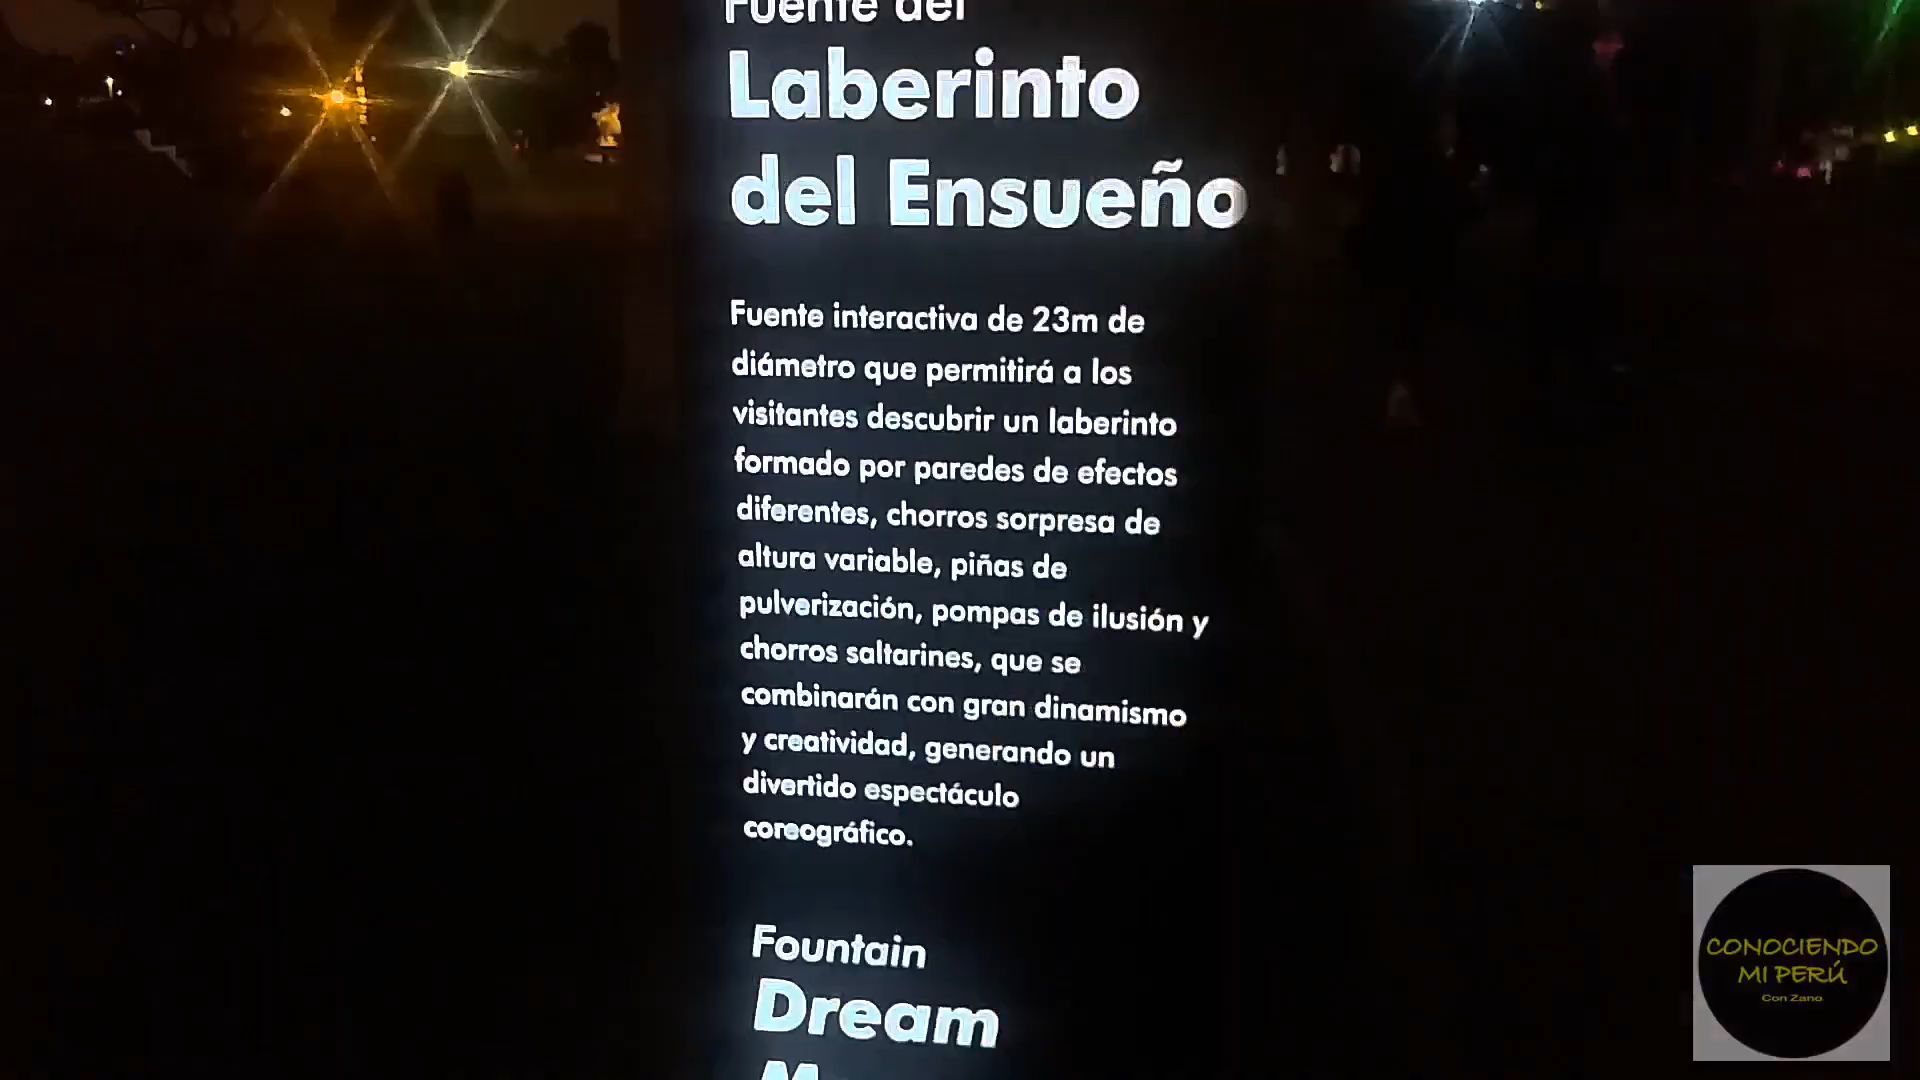 Fuente del
Laberinto
del Ensueño
Fuente interactiva de 23m de
diámetro que permitirá a los
visitantes descubrir un laberinto
formado por paredes de efectos
diferentes, chorros sorpresa de
altura variable, piñas de
pulverización, pompas de ilusión y
chorros saltarines, que se
combinarán con gran dinamismo
y creatividad, generando un
divertido espectáculo
coreográfico.
Fountain
Dream
CONOCIENDO
MI PERÚ
Con Zano